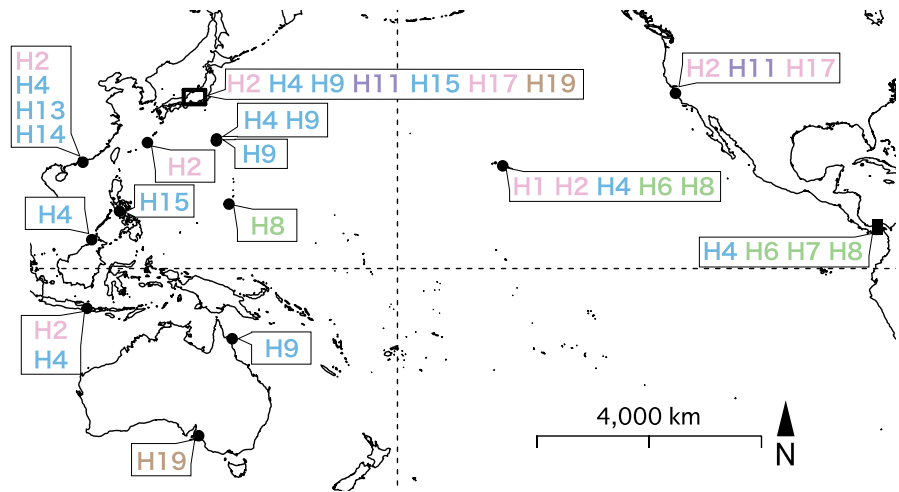 H2
H4
H13
H14
H2 H4 H9 H11 H15 H17 H19
H2 H11 H17
H4 H9
H9
H2
H1 H2 H4 H6 H8
H15
H4
H8
H4 H6 H7 H8
H2
H4
H9
4,000 km
N
H19